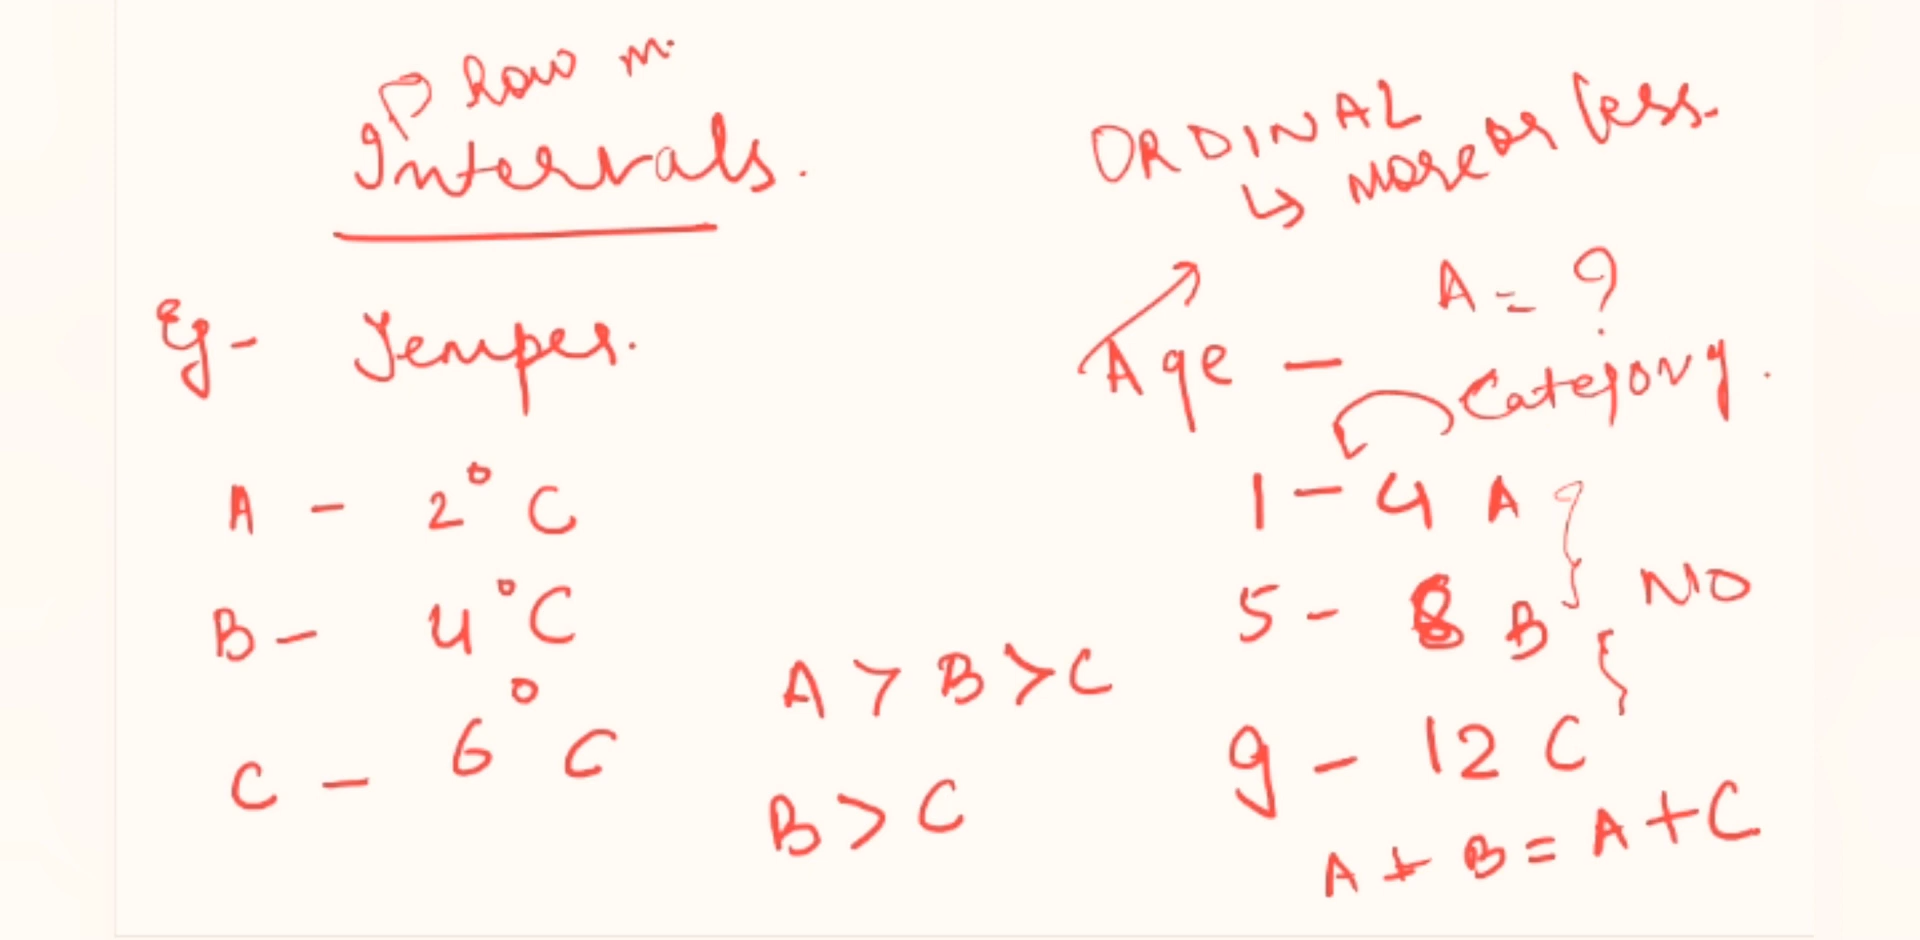 how m.
Intervals.
Eg- Temper.
A - 2°C
B - 4°C
C - 6°C
A > B > C
B > C
ORDINAL
↳ more or less.
Age -
A = ?
Category.
1 - 4 A
5 - 8 B
NO
9 - 12 C
A + B = A + C